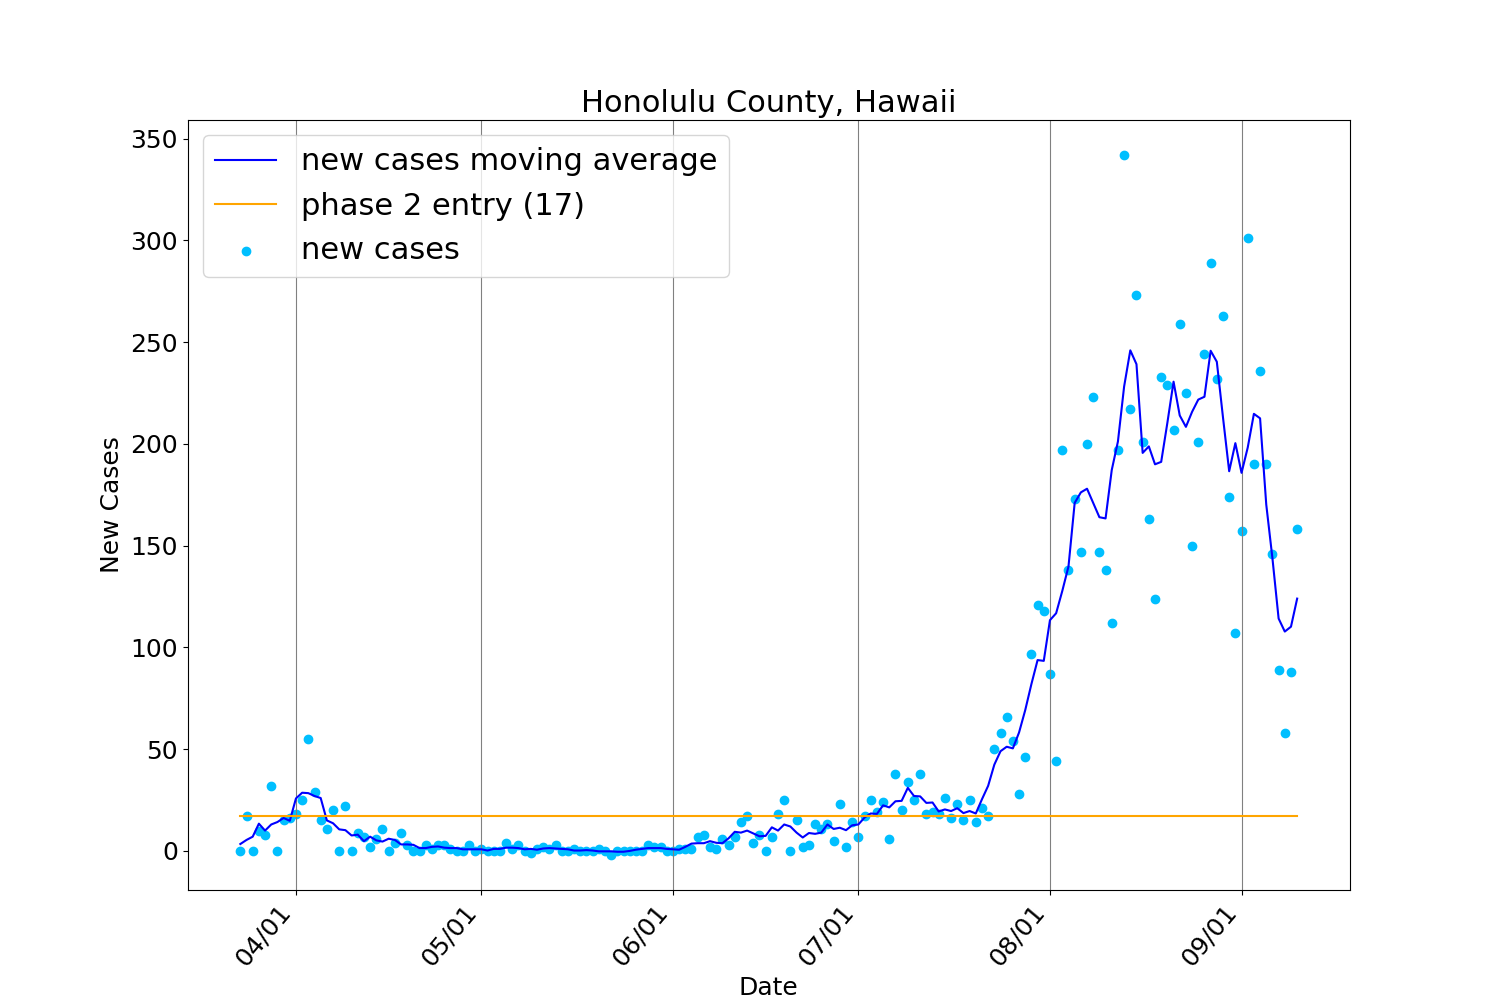 Honolulu County, Hawaii
new cases moving average
phase 2 entry (17)
new cases
350
300
250
200
150
100
50
0
New Cases
04/01
05/01
06/01
07/01
08/01
09/01
Date